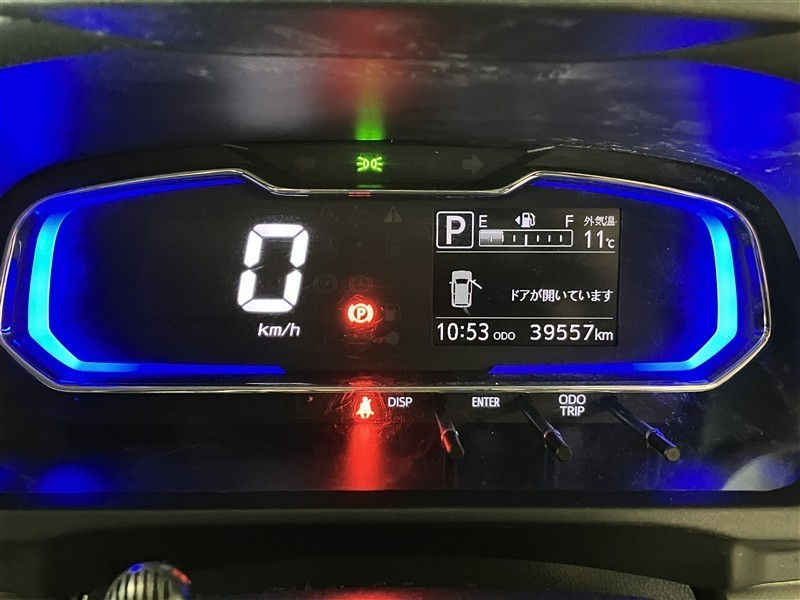 0
km/h
P
P E F 外気温
11℃
ドアが開いています
10:53 ODO 39557km
DISP ENTER ODO
TRIP